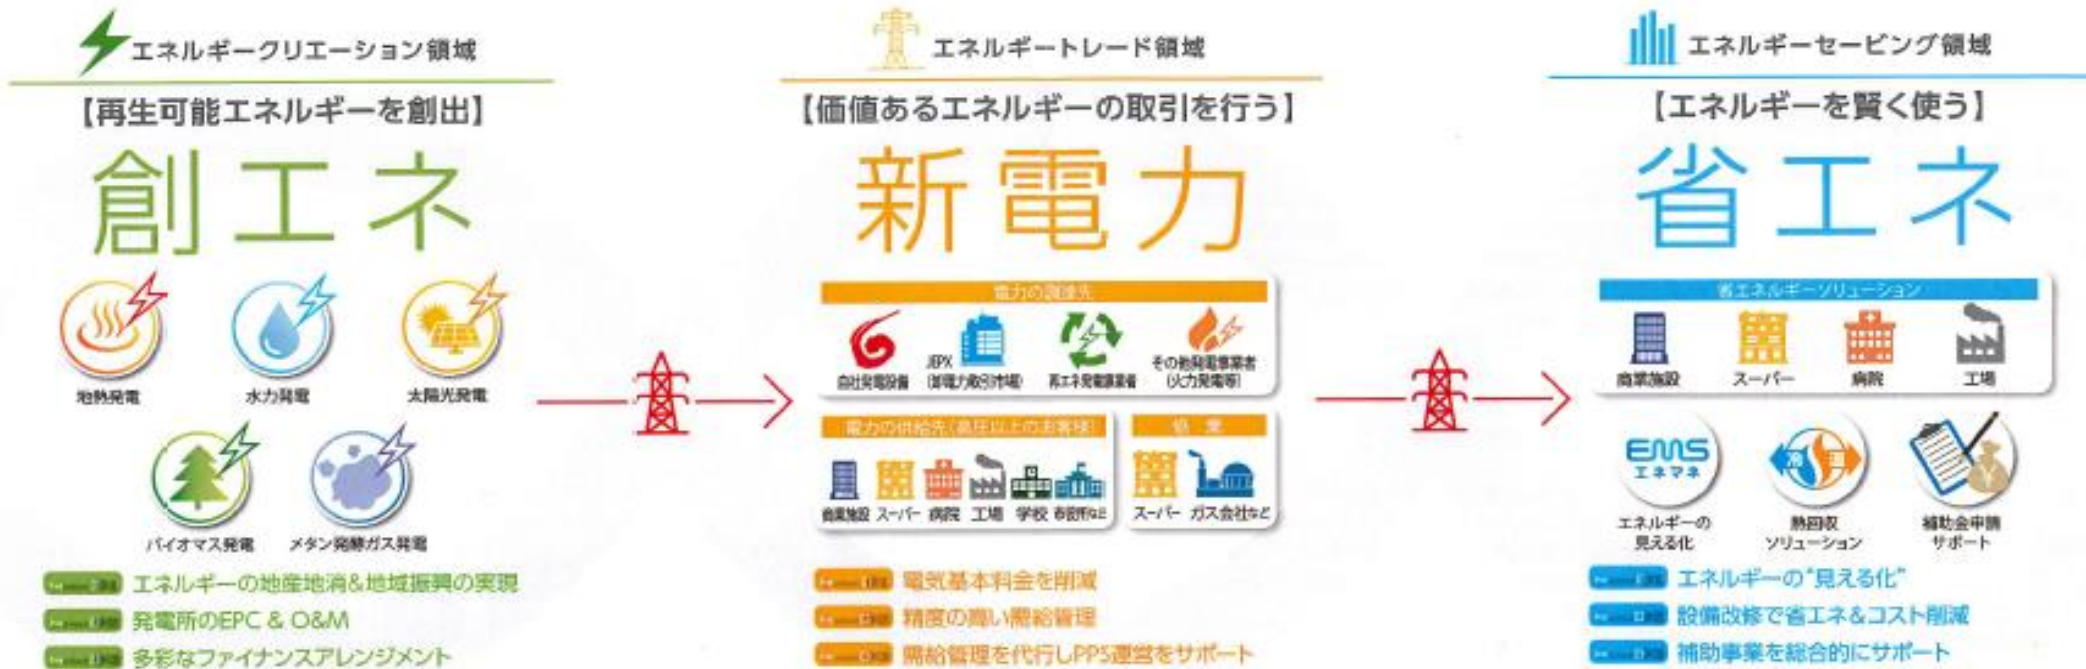 エネルギークリエーション領域
【再生可能エネルギーを創出】
創エネ
地熱発電
水力発電
太陽光発電
バイオマス発電
メタン発酵ガス発電
エネルギーの地産地消&地域振興の実現
発電所のEPC & O&M
多彩なファイナンスアレンジメント
エネルギートレード領域
【価値あるエネルギーの取引を行う】
新電力
電力の調達先
自社発電設備
JEPX
(卸電力取引市場)
再エネ発電事業者
その他発電事業者
(火力発電等)
電力の供給先(高圧以上のお客様)
商業施設
スーパー
病院
工場
学校
市役所など
協業
スーパー
ガス会社など
電気基本料金を削減
精度の高い需給管理
需給管理を代行しPPS運営をサポート
エネルギーセービング領域
【エネルギーを賢く使う】
省エネ
省エネルギーソリューション
商業施設
スーパー
病院
工場
EMS
エネマネ
冷
温
エネルギーの
見える化
熱回収
ソリューション
補助金申請
サポート
エネルギーの"見える化"
設備改修で省エネ&コスト削減
補助事業を総合的にサポート